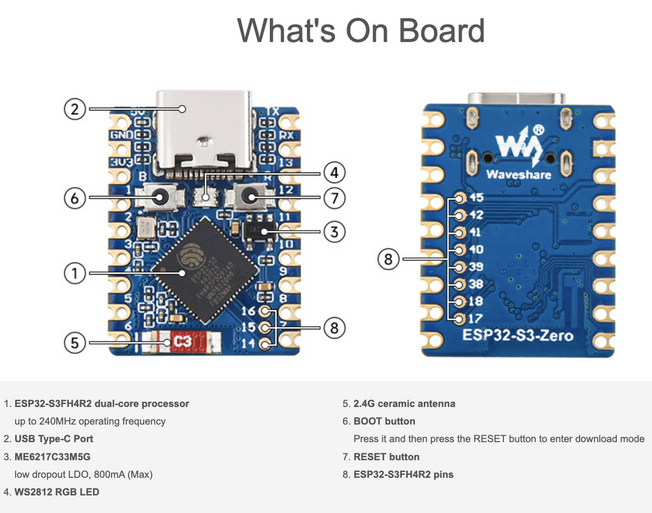 What's On Board
2
5V
TX
GND
RX
3V3
13
B
R
4
1
12
6
7
2
11
3
3
10
1
ESP32-S3
9
5
8
16
6
15
7
8
14
5
C3
®
Waveshare
45
42
41
40
8
39
38
18
17
ESP32-S3-Zero
1. ESP32-S3FH4R2 dual-core processor
up to 240MHz operating frequency
2. USB Type-C Port
3. ME6217C33M5G
low dropout LDO, 800mA (Max)
4. WS2812 RGB LED
5. 2.4G ceramic antenna
6. BOOT button
Press it and then press the RESET button to enter download mode
7. RESET button
8. ESP32-S3FH4R2 pins